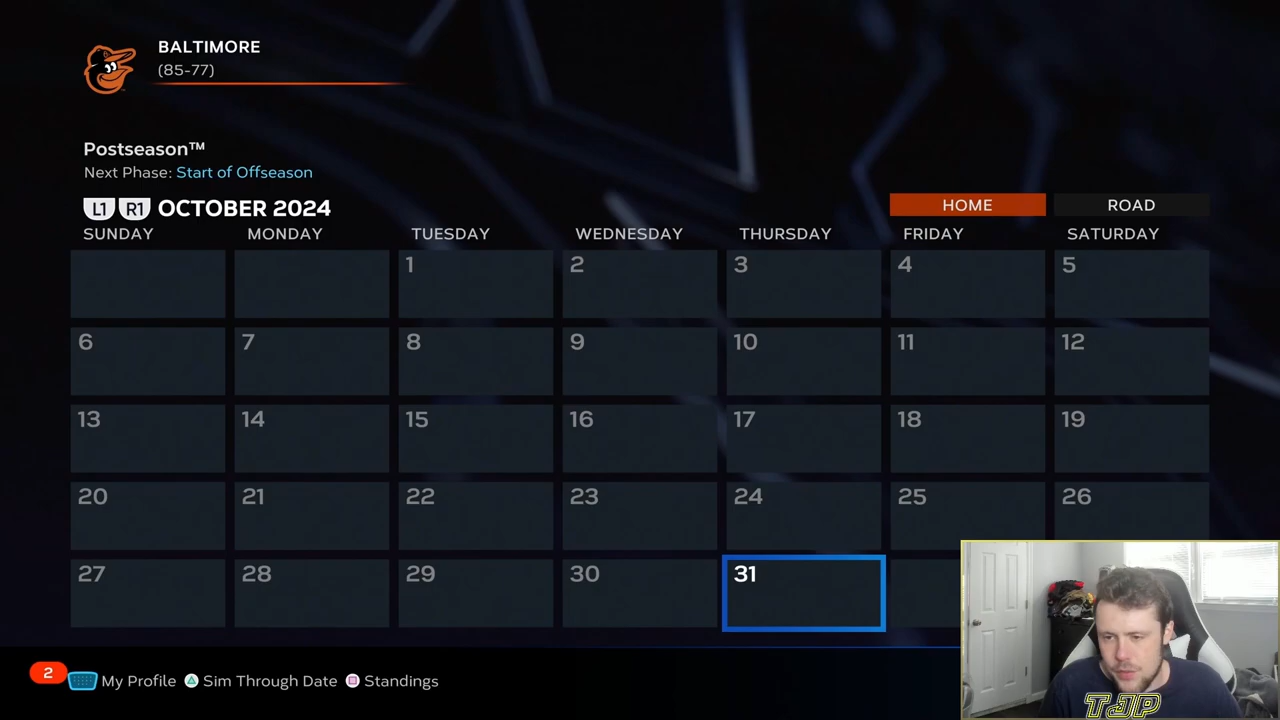 BALTIMORE
(85-77)
Postseason™
Next Phase: Start of Offseason
L1 R1 OCTOBER 2024
HOME ROAD
SUNDAY MONDAY TUESDAY WEDNESDAY THURSDAY FRIDAY SATURDAY
1 2 3 4 5
6 7 8 9 10 11 12
13 14 15 16 17 18 19
20 21 22 23 24 25 26
27 28 29 30 31
2 My Profile Sim Through Date Standings
TJP